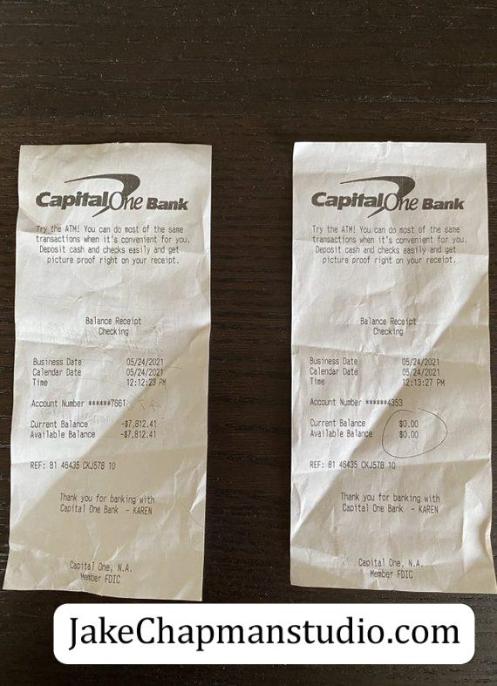 Capital One Bank
Try the ATM! You can do most of the same
transactions when it's convenient for you.
Deposit cash and checks easily and get
picture proof right on your receipt.
Balance Receipt
Checking
Business Date 05/24/2021
Calendar Date 05/24/2021
Time 12:12:23 PM
Account Number ******7661
Current Balance -$7,812.41
Available Balance -$7,812.41
REF: 81 46435 CKJ57B 10
Thank you for banking with
Capital One Bank - KAREN
Capital One, N.A.
Member FDIC
Capital One Bank
Try the ATM! You can do most of the same
transactions when it's convenient for you.
Deposit cash and checks easily and get
picture proof right on your receipt.
Balance Receipt
Checking
Business Date 05/24/2021
Calendar Date 05/24/2021
Time 12:13:27 PM
Account Number ******4353
Current Balance $0.00
Available Balance $0.00
REF: 81 46435 CKJ57B 10
Thank you for banking with
Capital One Bank - KAREN
Capital One, N.A.
Member FDIC
JakeChapmanstudio.com